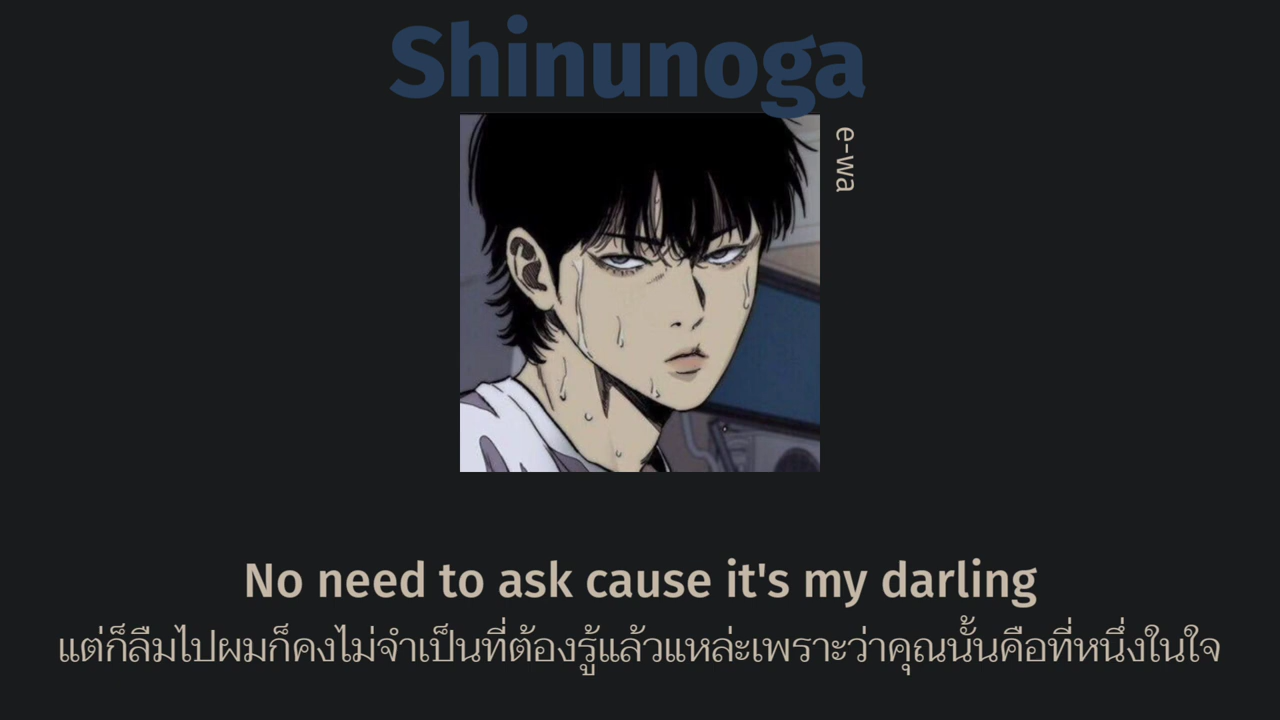 Shinunoga
e-wa
No need to ask cause it's my darling
แต่ก็ลืมไปผมก็คงไม่จำเป็นที่ต้องรู้แล้วแหล่ะเพราะว่าคุณนั้นคือที่หนึ่งในใจ